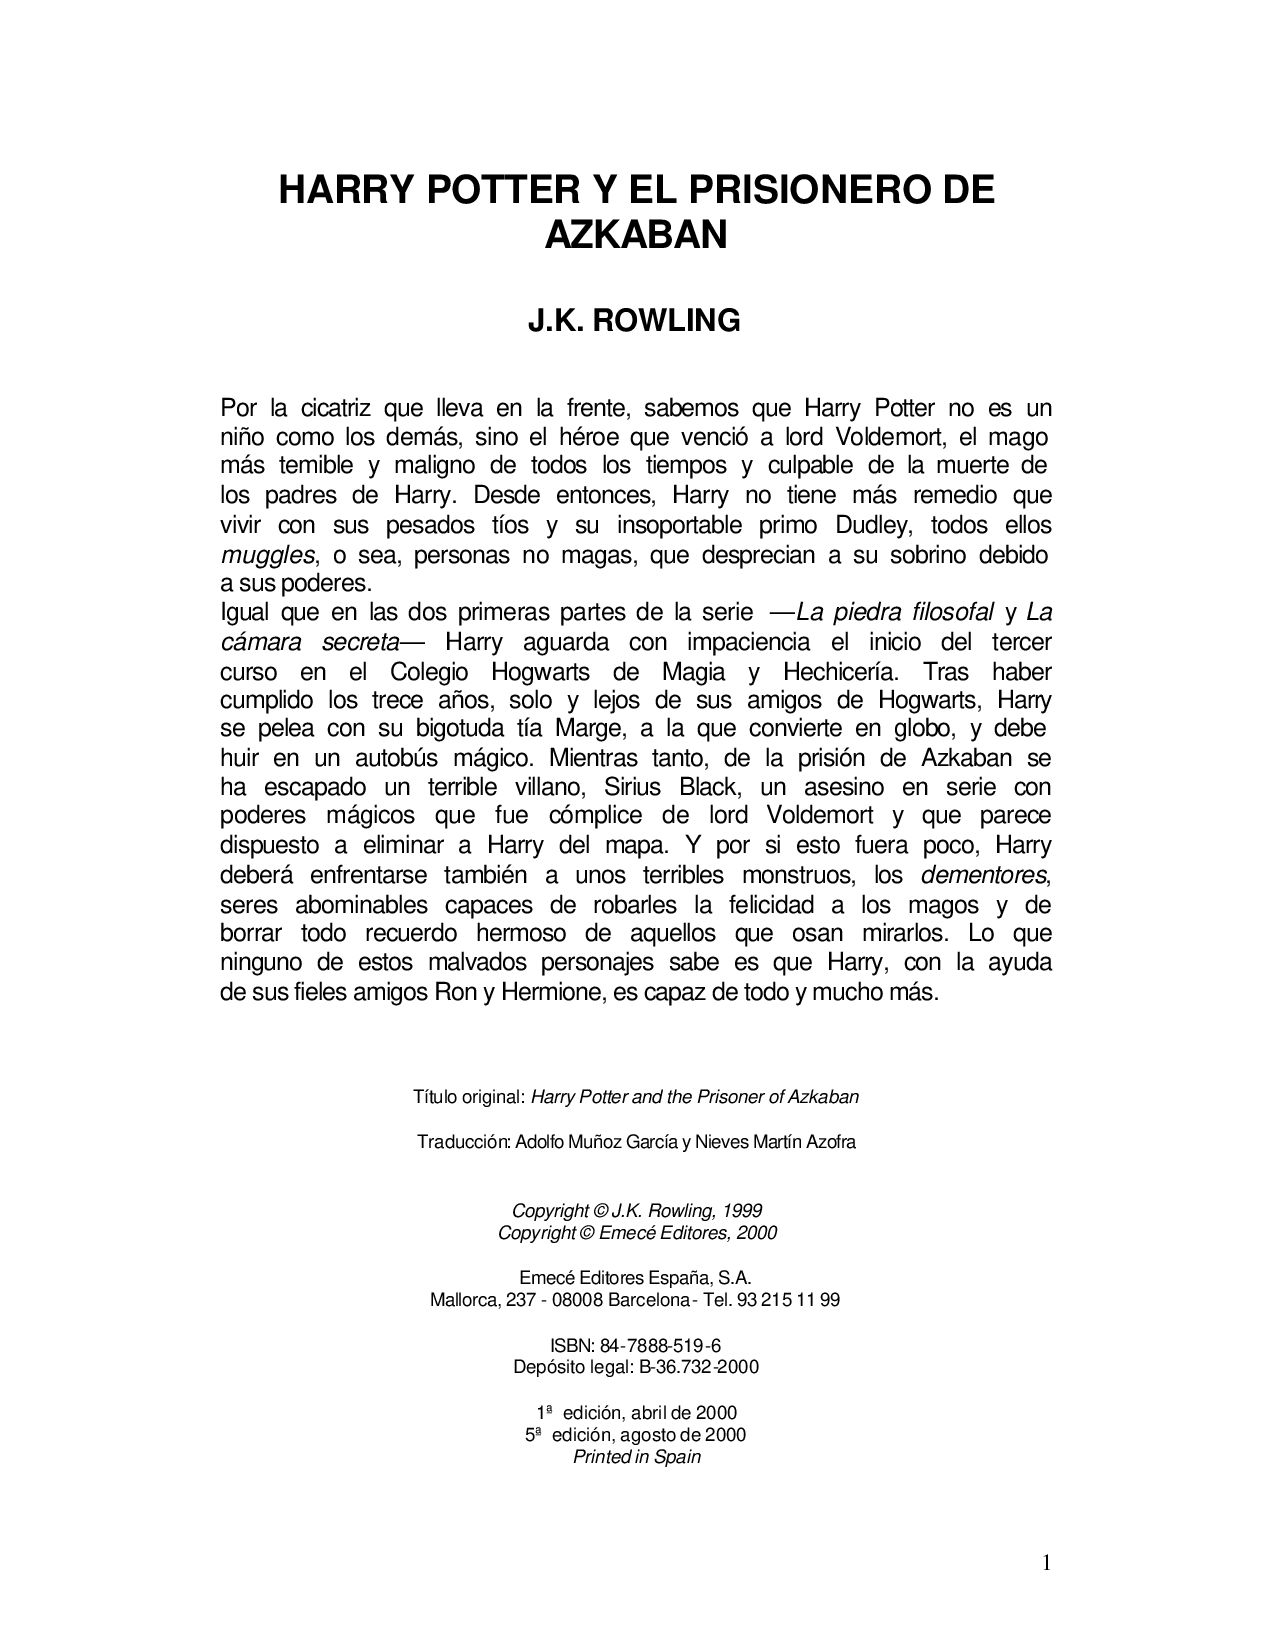 HARRY POTTER Y EL PRISIONERO DE
AZKABAN
J.K. ROWLING
Por la cicatriz que lleva en la frente, sabemos que Harry Potter no es un
niño como los demás, sino el héroe que venció a lord Voldemort, el mago
más temible y maligno de todos los tiempos y culpable de la muerte de
los padres de Harry. Desde entonces, Harry no tiene más remedio que
vivir con sus pesados tíos y su insoportable primo Dudley, todos ellos
muggles, o sea, personas no magas, que desprecian a su sobrino debido
a sus poderes.
Igual que en las dos primeras partes de la serie —La piedra filosofal y La
cámara secreta— Harry aguarda con impaciencia el inicio del tercer
curso en el Colegio Hogwarts de Magia y Hechicería. Tras haber
cumplido los trece años, solo y lejos de sus amigos de Hogwarts, Harry
se pelea con su bigotuda tía Marge, a la que convierte en globo, y debe
huir en un autobús mágico. Mientras tanto, de la prisión de Azkaban se
ha escapado un terrible villano, Sirius Black, un asesino en serie con
poderes mágicos que fue cómplice de lord Voldemort y que parece
dispuesto a eliminar a Harry del mapa. Y por si esto fuera poco, Harry
deberá enfrentarse también a unos terribles monstruos, los dementores,
seres abominables capaces de robarles la felicidad a los magos y de
borrar todo recuerdo hermoso de aquellos que osan mirarlos. Lo que
ninguno de estos malvados personajes sabe es que Harry, con la ayuda
de sus fieles amigos Ron y Hermione, es capaz de todo y mucho más.
Título original: Harry Potter and the Prisoner of Azkaban
Traducción: Adolfo Muñoz García y Nieves Martín Azofra
Copyright © J.K. Rowling, 1999
Copyright © Emecé Editores, 2000
Emecé Editores España, S.A.
Mallorca, 237 - 08008 Barcelona - Tel. 93 215 11 99
ISBN: 84-7888-519-6
Depósito legal: B-36.732-2000
1ª edición, abril de 2000
5ª edición, agosto de 2000
Printed in Spain
1